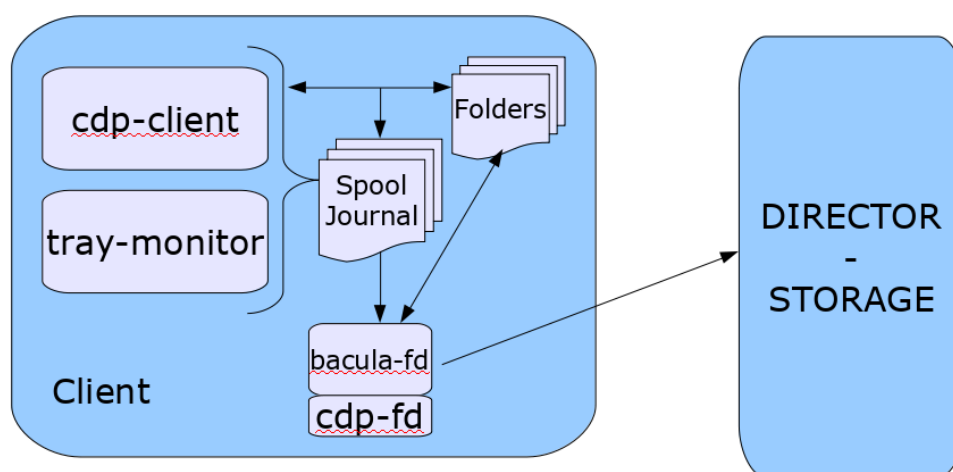 cdp-client
tray-monitor
Folders
Spool
Journal
bacula-fd
cdp-fd
Client
DIRECTOR
-
STORAGE